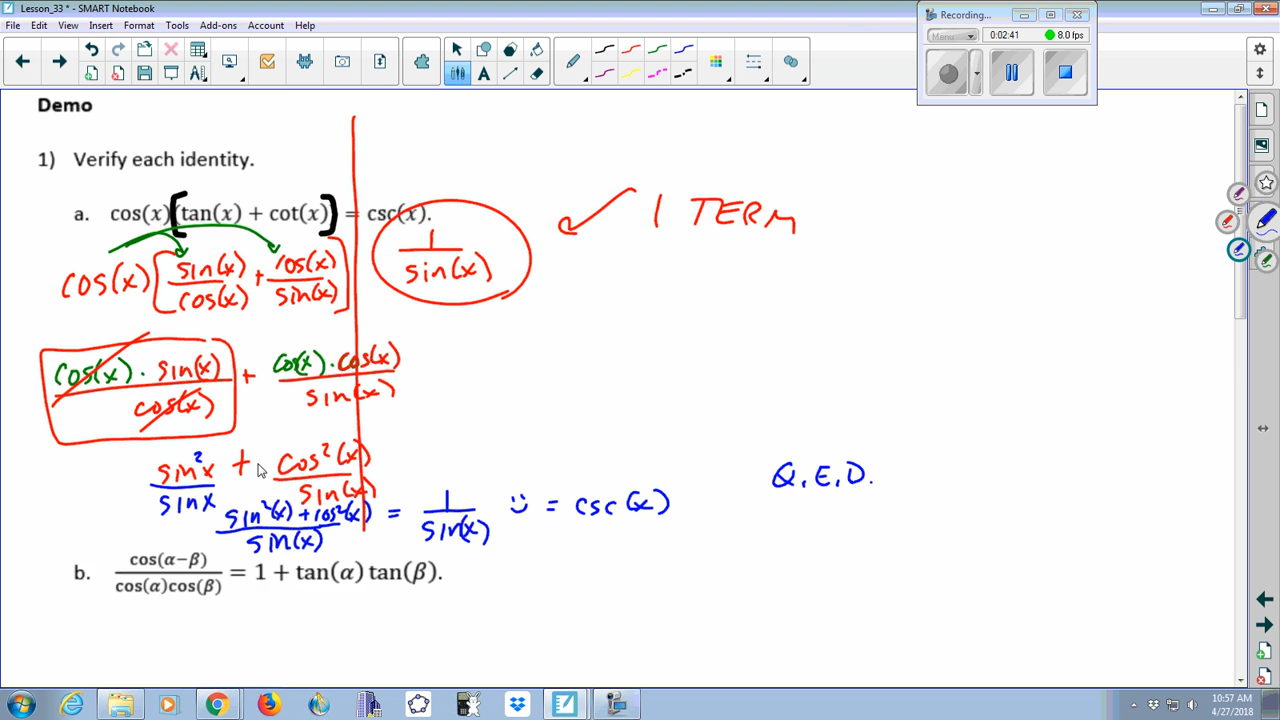 Lesson_33 * - SMART Notebook
File Edit View Insert Format Tools Add-ons Account Help
Recording...
Menu 0:02:41 8.0 fps
Demo
1) Verify each identity.
a. cos(x)[(tan(x) + cot(x)] = csc(x).
1 TERM
cos(x) [sin(x)/cos(x) + cos(x)/sin(x)]
1/sin(x)
cos(x) · sin(x)/cos(x) + cos(x) · cos(x)/sin(x)
sin²x/sinx + cos²(x)/sin(x)
Q.E.D.
sin²(x) + cos²(x)/sin(x) = 1/sin(x) = csc(x)
b. cos(α−β)/cos(α)cos(β) = 1 + tan(α) tan(β).
10:57 AM
4/27/2018